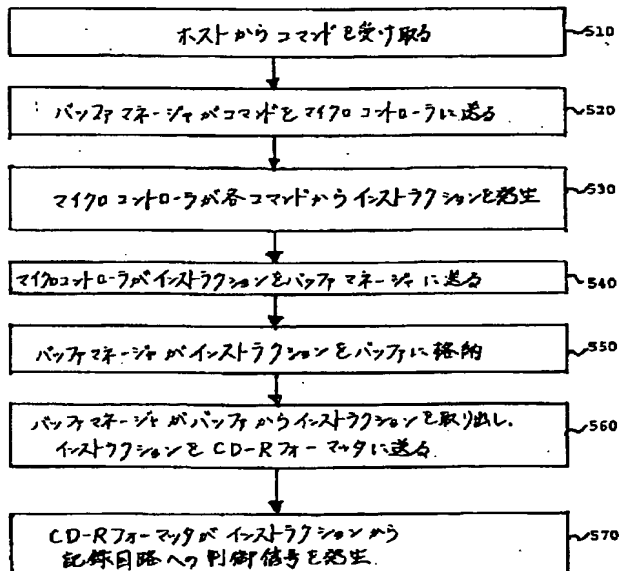 ホストからコマンドを受け取る
510
バッファマネージャがコマンドをマイクロコントローラに送る
520
マイクロコントローラが各コマンドからインストラクションを発生
530
マイクロコントローラがインストラクションをバッファマネージャに送る
540
バッファマネージャがインストラクションをバッファに格納
550
バッファマネージャがバッファからインストラクションを取り出し、
インストラクションをCD-Rフォーマッタに送る
560
CD-Rフォーマッタがインストラクションから
記録回路への制御信号を発生
570